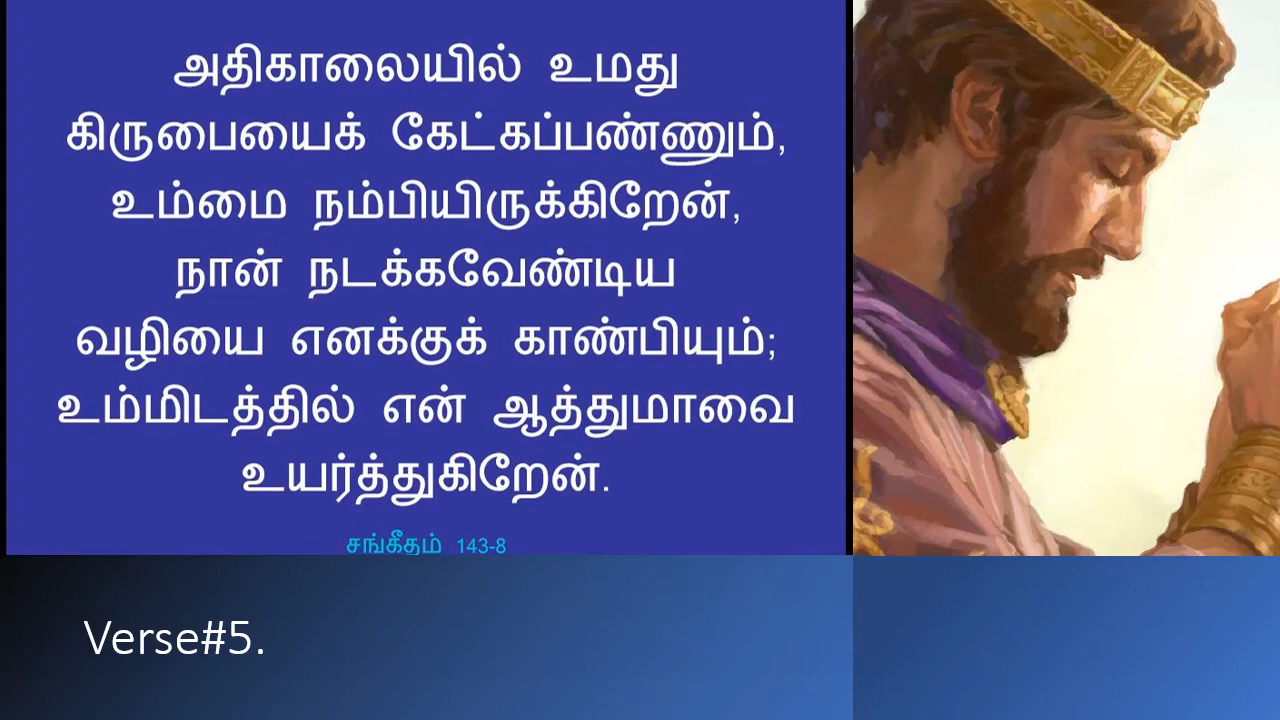 அதிகாலையில் உமது
கிருபையைக் கேட்கப்பண்ணும்,
உம்மை நம்பியிருக்கிறேன்,
நான் நடக்கவேண்டிய
வழியை எனக்குக் காண்பியும்;
உம்மிடத்தில் என் ஆத்துமாவை
உயர்த்துகிறேன்.
சங்கீதம் 143-8
Verse#5.